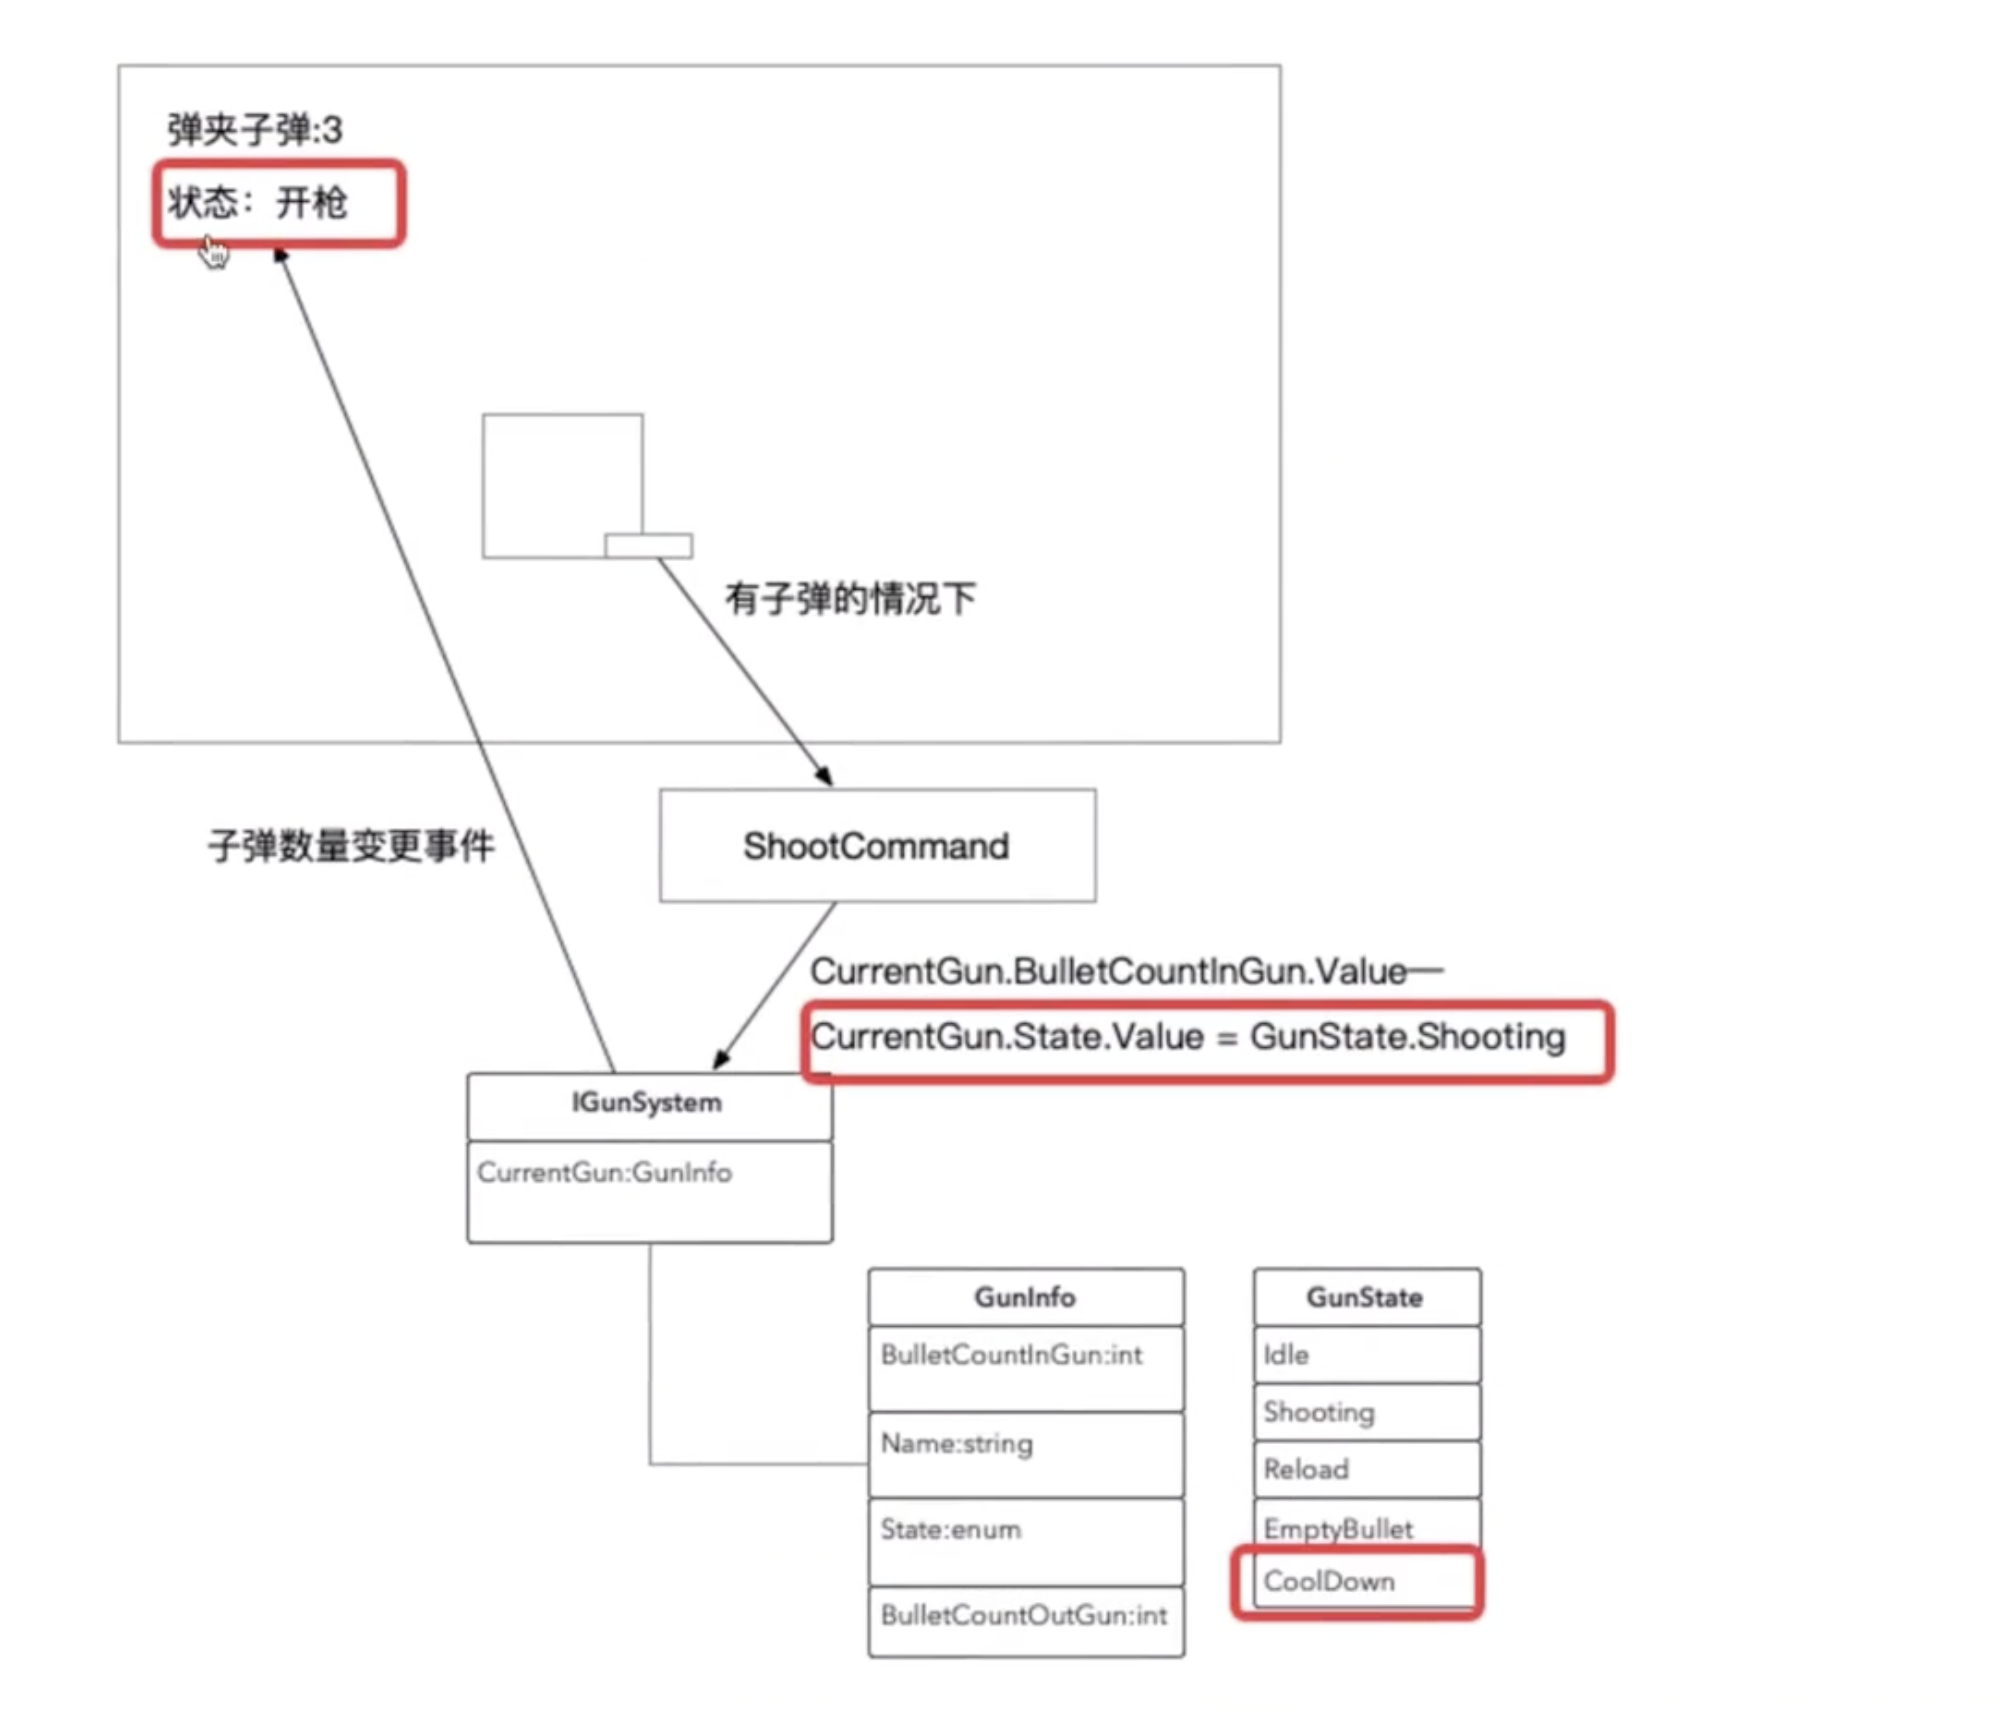 弹夹子弹:3
状态：开枪
有子弹的情况下
子弹数量变更事件
ShootCommand
CurrentGun.BulletCountInGun.Value—
CurrentGun.State.Value = GunState.Shooting
IGunSystem
CurrentGun:GunInfo
GunInfo
BulletCountInGun:int
Name:string
State:enum
BulletCountOutGun:int
GunState
Idle
Shooting
Reload
EmptyBullet
CoolDown